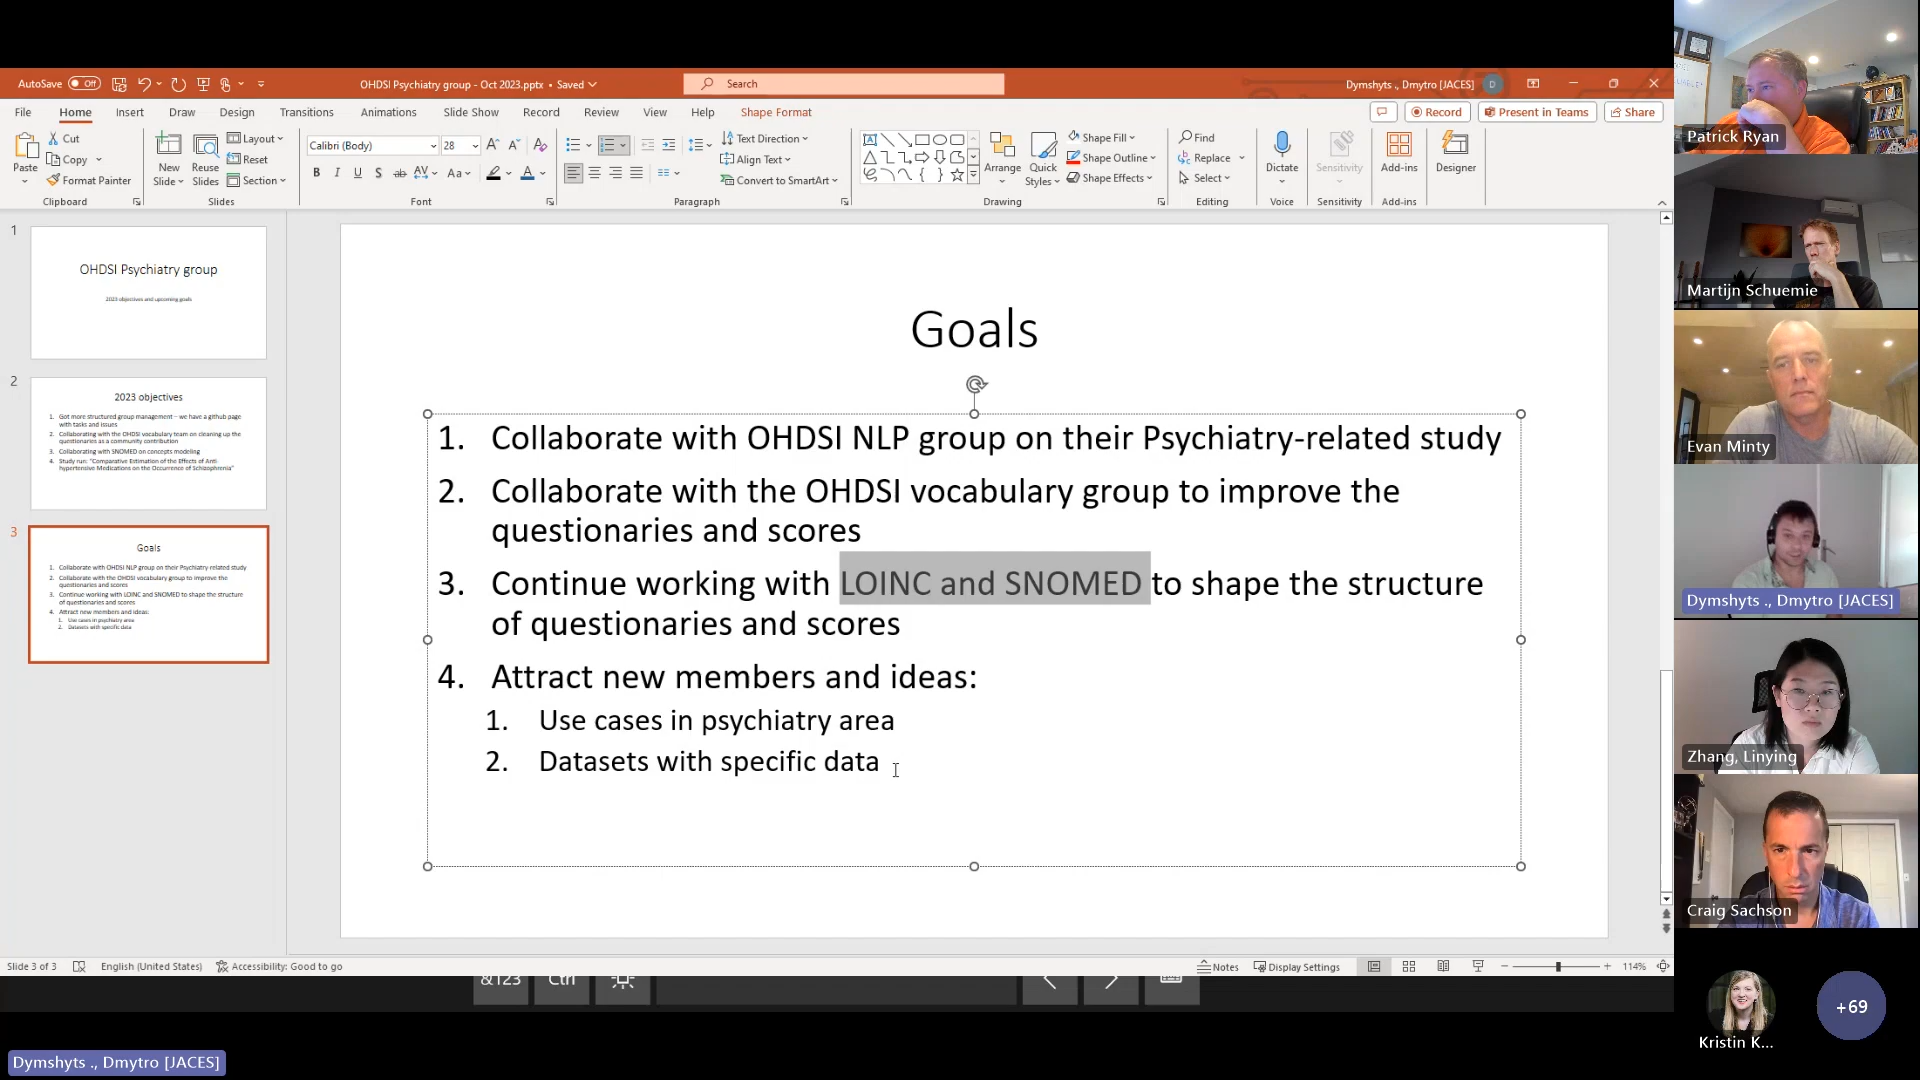 AutoSave Off
OHDSI Psychiatry group - Oct 2023.pptx • Saved
Search
Dymshyts ., Dmytro [JACES]
D
File Home Insert Draw Design Transitions Animations Slide Show Record Review View Help Shape Format
Record
Present in Teams
Share
Paste
Cut
Copy
Format Painter
Clipboard
New Slide
Reuse Slides
Layout
Reset
Section
Slides
Calibri (Body)
28
Font
Text Direction
Align Text
Convert to SmartArt
Paragraph
Arrange
Quick Styles
Shape Fill
Shape Outline
Shape Effects
Drawing
Find
Replace
Select
Editing
Dictate
Voice
Sensitivity
Sensitivity
Add-ins
Add-ins
Designer
1
OHDSI Psychiatry group
2023 objectives and upcoming goals
2
2023 objectives
1. Got more structured group management – we have a github page
with tasks and issues
2. Collaborating with the OHDSI vocabulary team on cleaning up the
questionaries as a community contribution
3. Collaborating with SNOMED on concepts modeling
4. Study run: "Comparative Estimation of the Effects of Anti-
hypertensive Medications on the Occurrence of Schizophrenia"
3
Goals
1. Collaborate with OHDSI NLP group on their Psychiatry-related study
2. Collaborate with the OHDSI vocabulary group to improve the
questionaries and scores
3. Continue working with LOINC and SNOMED to shape the structure
of questionaries and scores
4. Attract new members and ideas:
1. Use cases in psychiatry area
2. Datasets with specific data
Goals
1. Collaborate with OHDSI NLP group on their Psychiatry-related study
2. Collaborate with the OHDSI vocabulary group to improve the
questionaries and scores
3. Continue working with LOINC and SNOMED to shape the structure
of questionaries and scores
4. Attract new members and ideas:
1. Use cases in psychiatry area
2. Datasets with specific data
Slide 3 of 3
English (United States)
Accessibility: Good to go
Notes
Display Settings
114%
&123
Ctrl
Patrick Ryan
Martijn Schuemie
Evan Minty
Dymshyts ., Dmytro [JACES]
Zhang, Linying
Craig Sachson
Kristin K...
+69
Dymshyts ., Dmytro [JACES]